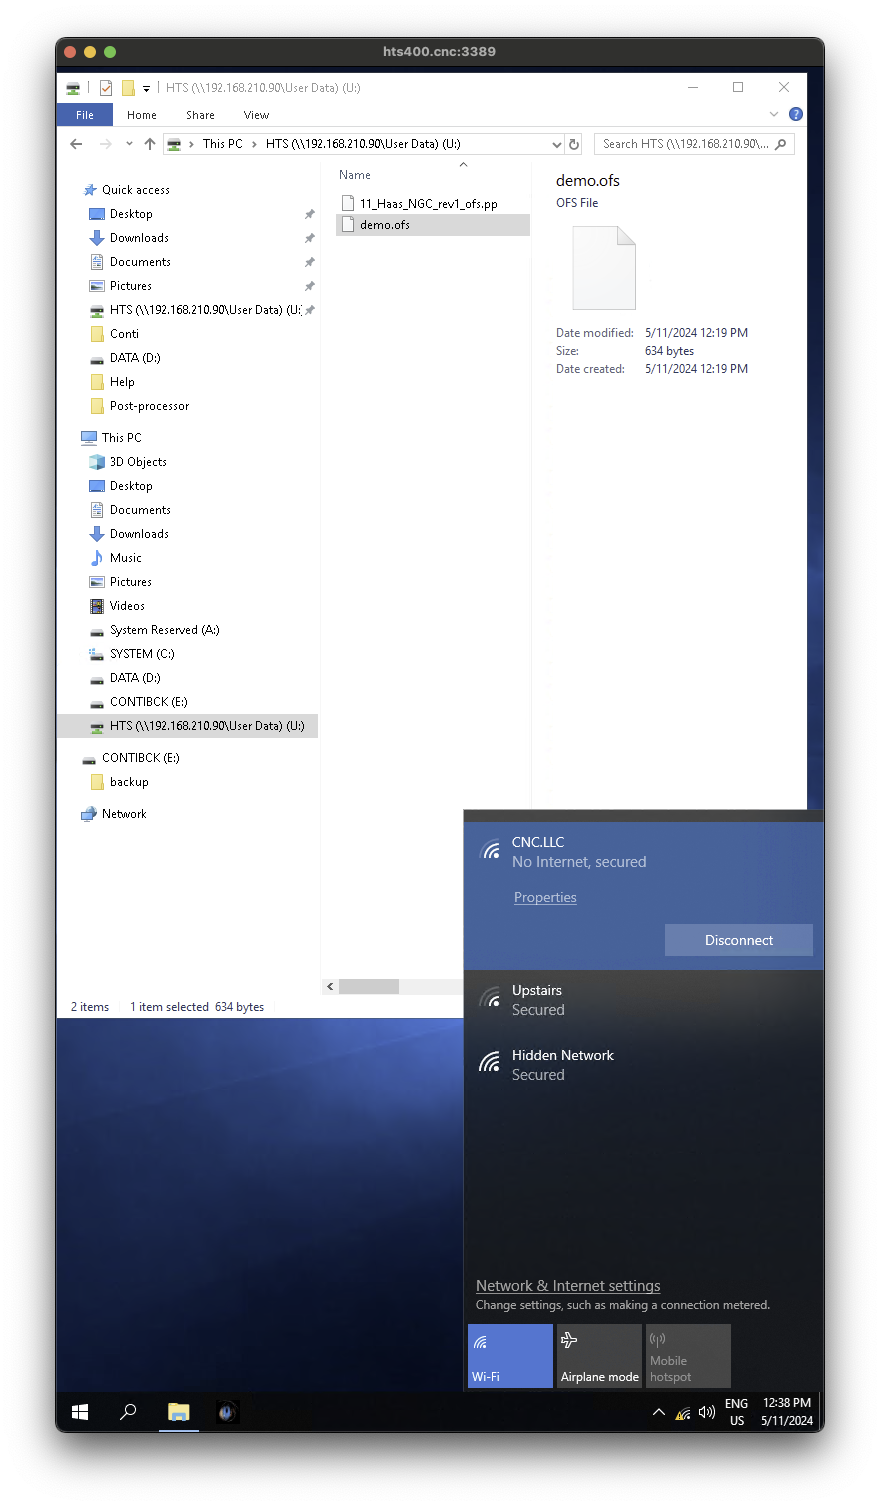 hts400.cnc:3389
HTS (\\192.168.210.90\User Data) (U:)
File Home Share View
This PC HTS (\\192.168.210.90\User Data) (U:)
Search HTS (\\192.168.210.90\...
Quick access
Desktop
Downloads
Documents
Pictures
HTS (\\192.168.210.90\User Data) (U:
Conti
DATA (D:)
Help
Post-processor
This PC
3D Objects
Desktop
Documents
Downloads
Music
Pictures
Videos
System Reserved (A:)
SYSTEM (C:)
DATA (D:)
CONTIBCK (E:)
HTS (\\192.168.210.90\User Data) (U:)
CONTIBCK (E:)
backup
Network
Name
11_Haas_NGC_rev1_ofs.pp
demo.ofs
demo.ofs
OFS File
Date modified: 5/11/2024 12:19 PM
Size: 634 bytes
Date created: 5/11/2024 12:19 PM
2 items 1 item selected 634 bytes
CNC.LLC
No Internet, secured
Properties
Disconnect
Upstairs
Secured
Hidden Network
Secured
Network & Internet settings
Change settings, such as making a connection metered.
Wi-Fi
Airplane mode
Mobile
hotspot
ENG
US
12:38 PM
5/11/2024